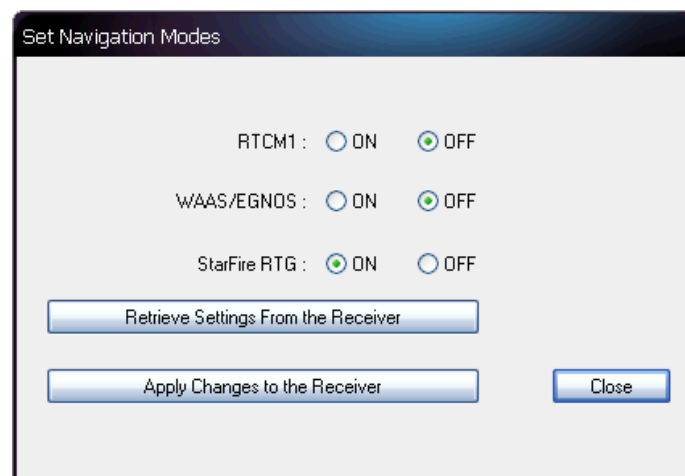 Set Navigation Modes
RTCM1 : ON OFF
WAAS/EGNOS : ON OFF
StarFire RTG : ON OFF
Retrieve Settings From the Receiver
Apply Changes to the Receiver Close